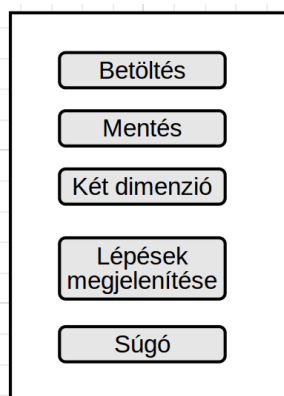 Betöltés
Mentés
Két dimenzió
Lépések
megjelenítése
Súgó